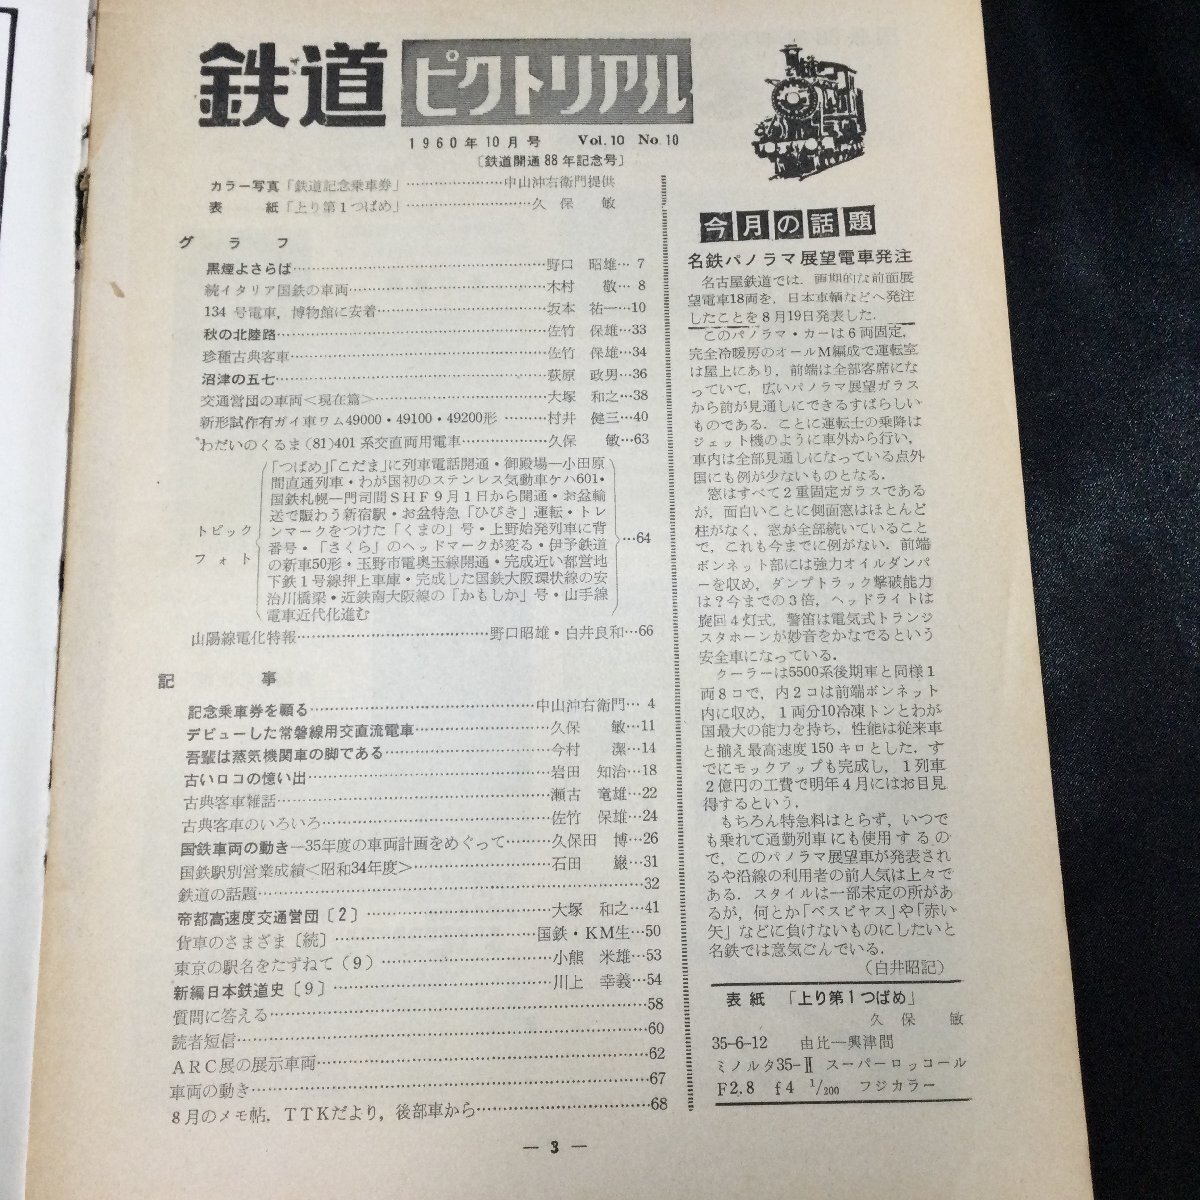 鉄道ピクトリアル
1960年10月号 Vol.10 No.10
〔鉄道開通88年記念号〕
カラー写真「鉄道記念乗車券」……中山沖右衛門提供
表紙「上り第1つばめ」……久保 敏
グラフ
黒煙よさらば……野口 昭雄…7
続イタリア国鉄の車両……木村 敬…8
134号電車，博物館に安着……坂本 祐一…10
秋の北陸路……佐竹 保雄…33
珍種古典客車……佐竹 保雄…34
沼津の五七……萩原 政男…36
交通営団の車両＜現在篇＞……大塚 和之…38
新形試作有ガイ車ワム49000・49100・49200形……村井 健三…40
わだいのくるま(81)401系交直両用電車……久保 敏…63
トピック
フォト
「つばめ」「こだま」に列車電話開通・御殿場―小田原
間直通列車・わが国初のステンレス気動車ケハ601・
国鉄札幌―門司間SHF9月1日から開通・お盆輸
送で賑わう新宿駅・お盆特急「ひびき」運転・トレ
ンマークをつけた「くまの」号・上野始発列車に背
番号・「さくら」のヘッドマークが変る・伊予鉄道
の新車50形・玉野市電奥玉線開通・完成近い都営地
下鉄1号線押上車庫・完成した国鉄大阪環状線の安
治川橋梁・近鉄南大阪線の「かもしか」号・山手線
電車近代化進む
…64
山陽線電化特報……野口昭雄・白井良和…66
記事
記念乗車券を顧る……中山沖右衛門…4
デビューした常磐線用交直流電車……久保 敏…11
吾輩は蒸気機関車の脚である……今村 潔…14
古いロコの憶い出……岩田 知治…18
古典客車雑話……瀬古 竜雄…22
古典客車のいろいろ……佐竹 保雄…24
国鉄車両の動き―35年度の車両計画をめぐって……久保田 博…26
国鉄駅別営業成績＜昭和34年度＞……石田 巌…31
鉄道の話題……32
帝都高速度交通営団〔2〕……大塚 和之…41
貨車のさまざま〔続〕……国鉄・KM生…50
東京の駅名をたずねて(9)……小熊 米雄…53
新編日本鉄道史〔9〕……川上 幸義…54
質問に答える……58
読者短信……60
ARC展の展示車両……62
車両の動き……67
8月のメモ帖．TTKだより，後部車から……68
今月の話題
名鉄パノラマ展望電車発注
名古屋鉄道では，画期的な前面展
望電車18両を，日本車輌などへ発注
したことを8月19日発表した．
このパノラマ・カーは6両固定，
完全冷暖房のオールM編成で運転室
は屋上にあり，前端は全部客席にな
っていて，広いパノラマ展望ガラス
から前が見通しにできるすばらしい
ものである．ことに運転士の乗降は
ジェット機のように車外から行い，
車内は全部見通しになっている点外
国にも例が少ないものとなる．
窓はすべて2重固定ガラスである
が，面白いことに側面窓はほとんど
柱がなく，窓が全部続いていること
で，これも今までに例がない．前端
ボンネット部には強力オイルダンパ
ーを収め，ダンプトラック撃破能力
は？今までの3倍，ヘッドライトは
旋回4灯式，警笛は電気式トランジ
スタホーンが妙音をかなでるという
安全車になっている．
クーラーは5500系後期車と同様1
両8コで，内2コは前端ボンネット
内に収め，1両分10冷凍トンとわが
国最大の能力を持ち，性能は従来車
と揃え最高速度150キロとした．す
でにモックアップも完成し，1列車
2億円の工費で明年4月にはお目見
得するという．
もちろん特急料はとらず，いつで
も乗れて通勤列車にも使用するの
で，このパノラマ展望車が発表され
るや沿線の利用者の前人気は上々で
ある．スタイルは一部未定の所があ
るが，何とか「ベスビヤス」や「赤い
矢」などに負けないものにしたいと
名鉄では意気ごんでいる．
（白井昭記）
表紙 「上り第1つばめ」
久保 敏
35-6-12 由比―興津間
ミノルタ35-Ⅱ スーパーロッコール
F2.8 f4 1/200 フジカラー
― 3 ―